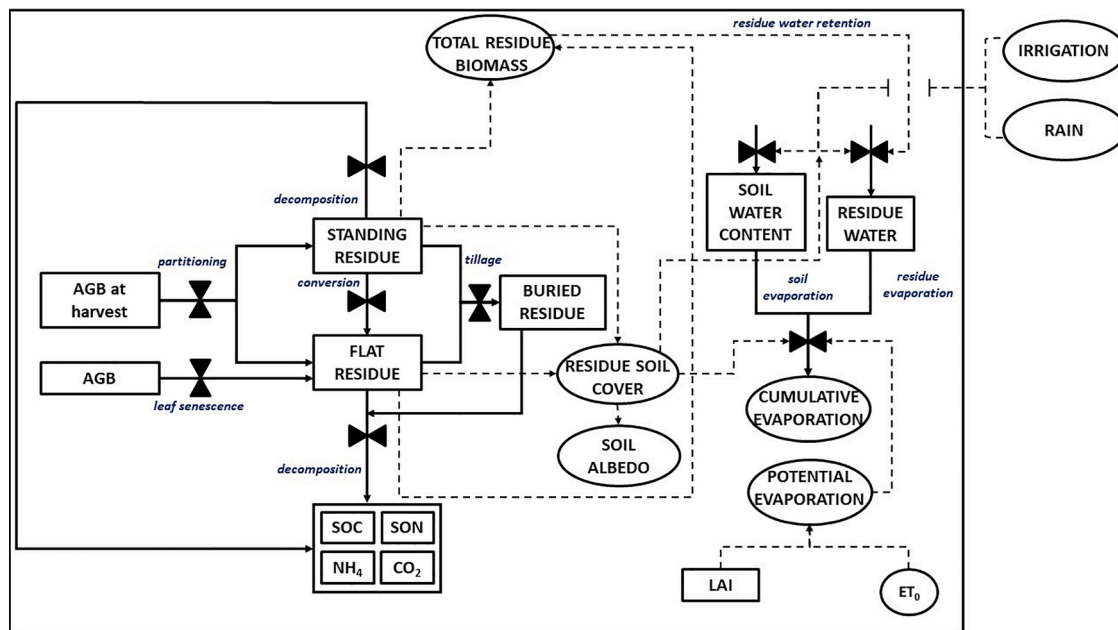 residue water retention
TOTAL RESIDUE
BIOMASS
IRRIGATION
RAIN
decomposition
STANDING
RESIDUE
SOIL
WATER
CONTENT
RESIDUE
WATER
partitioning
tillage
AGB at
harvest
conversion
BURIED
RESIDUE
soil
evaporation
residue
evaporation
FLAT
RESIDUE
AGB
leaf senescence
RESIDUE SOIL
COVER
CUMULATIVE
EVAPORATION
SOIL
ALBEDO
decomposition
POTENTIAL
EVAPORATION
SOC
SON
NH₄
CO₂
LAI
ET₀